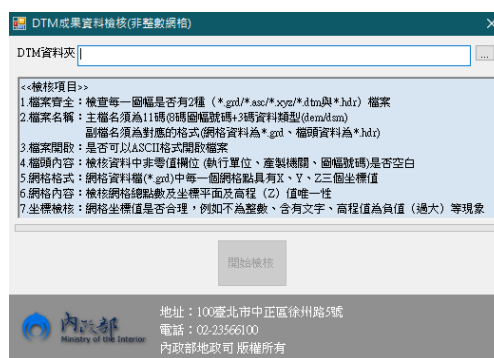 DTM成果資料檢核(非整數網格)
DTM資料夾
...
<<檢核項目>>
1.檔案齊全：檢查每一圖幅是否有2種（*.grd/*.asc/*.xyz/*.dtm與*.hdr）檔案
2.檔案名稱：主檔名須為11碼(8碼圖幅號碼+3碼資料類型(dem/dsm)
副檔名須為對應的格式(網格資料為*.grd、檔頭資料為*.hdr)
3.檔案開啟：是否可以ASCII格式開啟檔案
4.檔頭內容：檢核資料中非零值欄位 (執行單位、產製機關、圖幅號碼)是否空白
5.網格格式：網格資料檔(*.grd)中每一個網格點具有X、Y、Z三個坐標值
6.網格內容：檢核網格總點數及坐標平面及高程（Z）值唯一性
7.坐標檢核：網格坐標值是否合理，例如不為整數、含有文字、高程值為負值（過大）等現象
開始檢核
內政部
Ministry of the Interior
地址：100臺北市中正區徐州路5號
電話：02-23566100
內政部地政司 版權所有